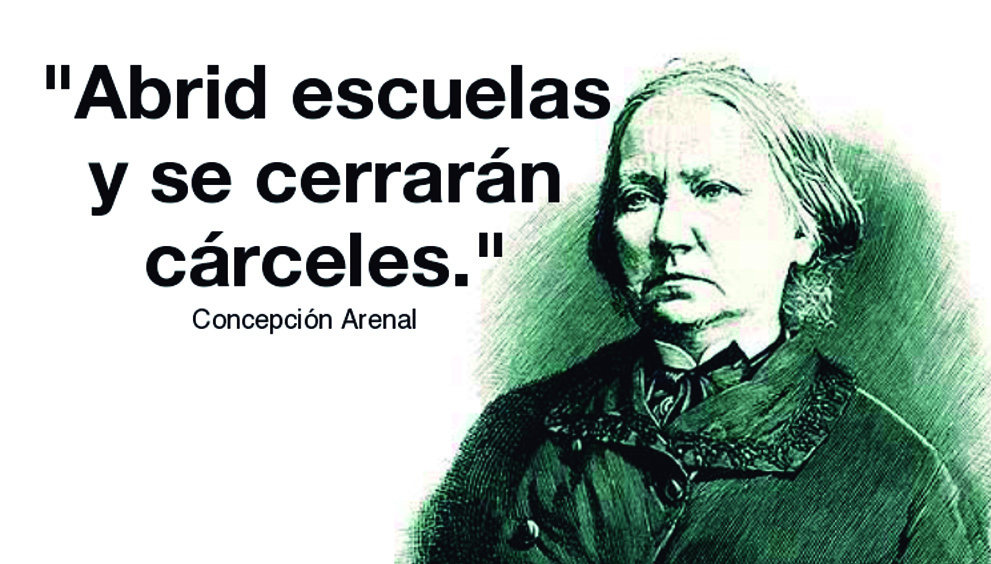 "Abrid escuelas
y se cerrarán
cárceles."
Concepción Arenal